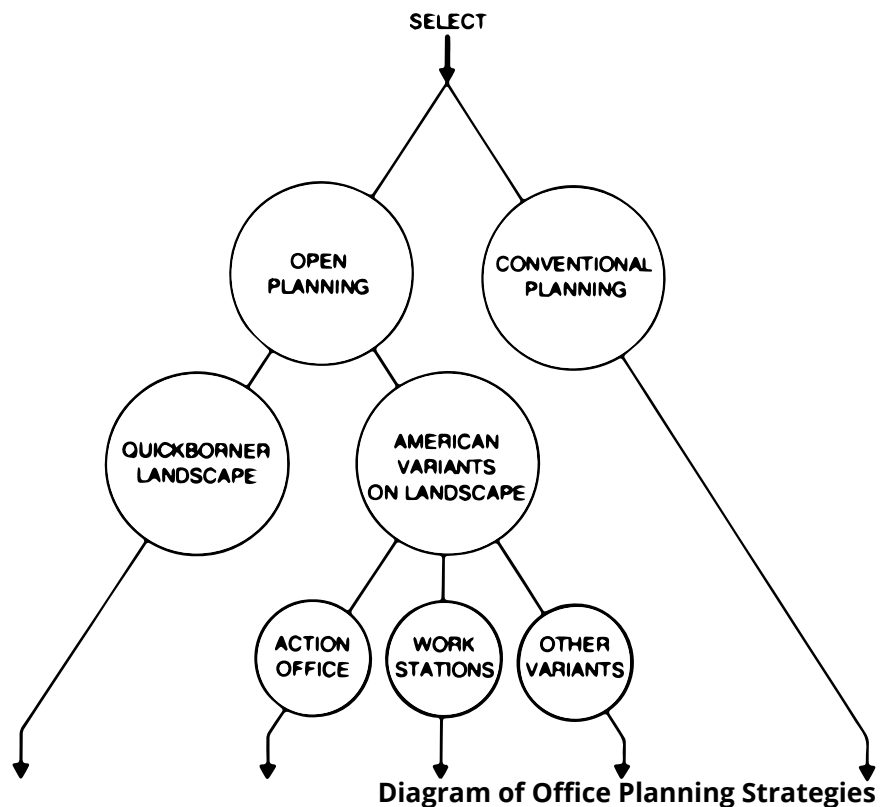 SELECT
OPEN
PLANNING
CONVENTIONAL
PLANNING
QUICKBORNER
LANDSCAPE
AMERICAN
VARIANTS
ON LANDSCAPE
ACTION
OFFICE
WORK
STATIONS
OTHER
VARIANTS
Diagram of Office Planning Strategies